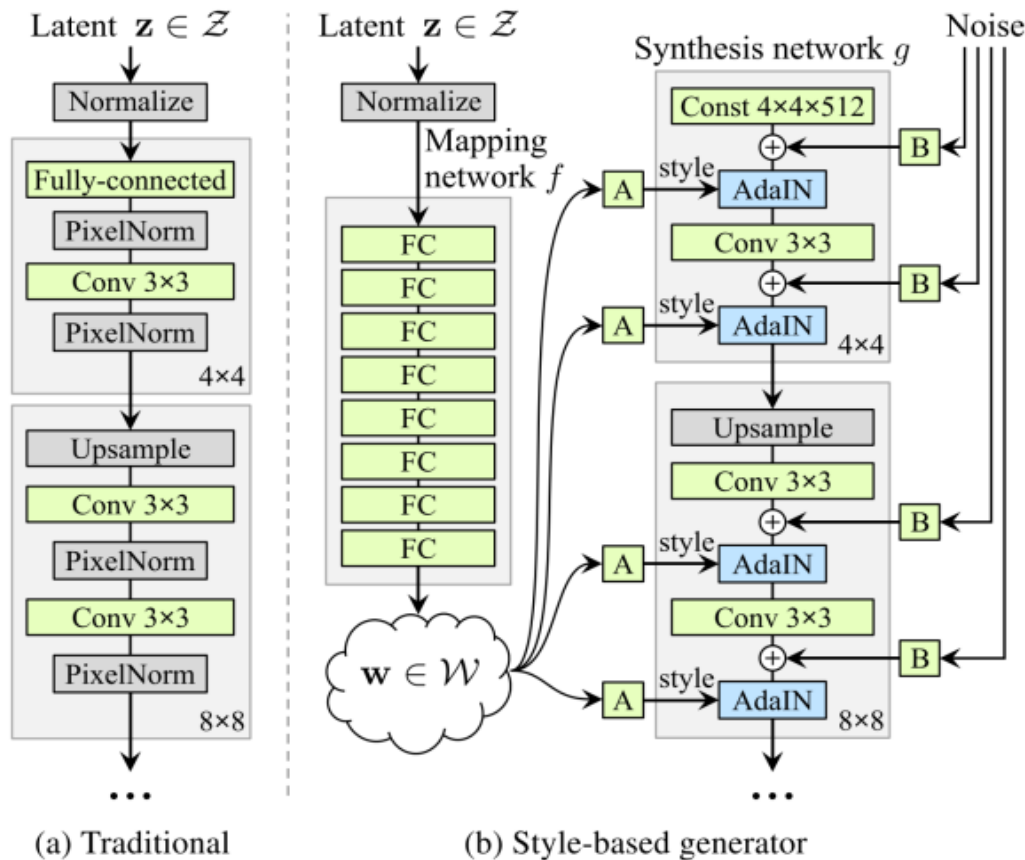 Latent z ∈ 𝒵
Normalize
Fully-connected
PixelNorm
Conv 3×3
PixelNorm
4×4
Upsample
Conv 3×3
PixelNorm
Conv 3×3
PixelNorm
8×8
...
(a) Traditional
Latent z ∈ 𝒵
Normalize
Mapping
network f
FC
FC
FC
FC
FC
FC
FC
FC
w ∈ 𝒲
A
style
A
style
A
style
A
style
Synthesis network g
Const 4×4×512
+
AdaIN
Conv 3×3
+
AdaIN
4×4
Upsample
Conv 3×3
+
AdaIN
Conv 3×3
+
AdaIN
8×8
...
Noise
B
B
B
B
(b) Style-based generator